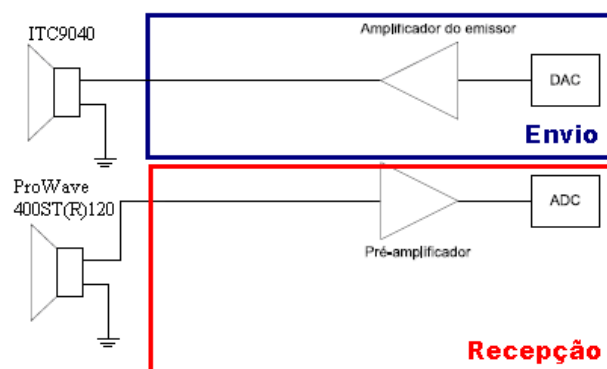 ITC9040
Amplificador do emissor
DAC
Envio
ProWave
400ST(R)120
ADC
Pré-amplificador
Recepção